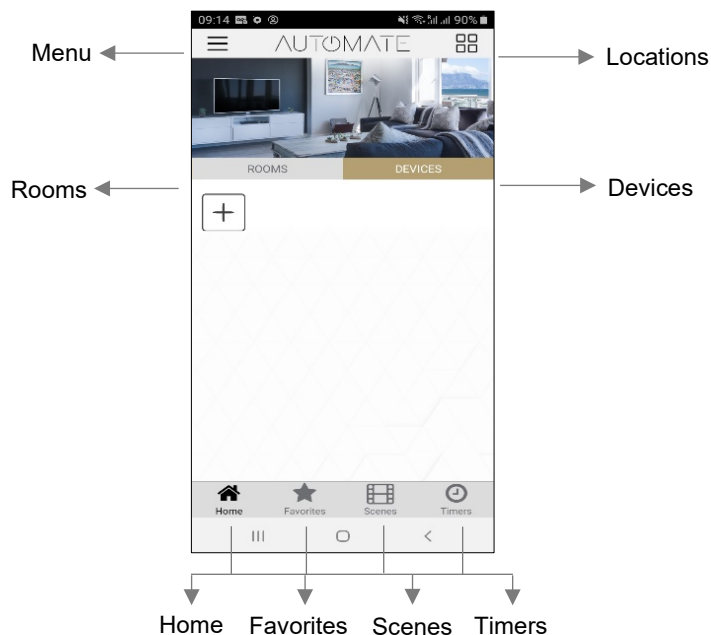 09:14 90%
Menu
AUTOMATE
Locations
ROOMS DEVICES
Rooms
Devices
Home Favorites Scenes Timers
Home Favorites Scenes Timers